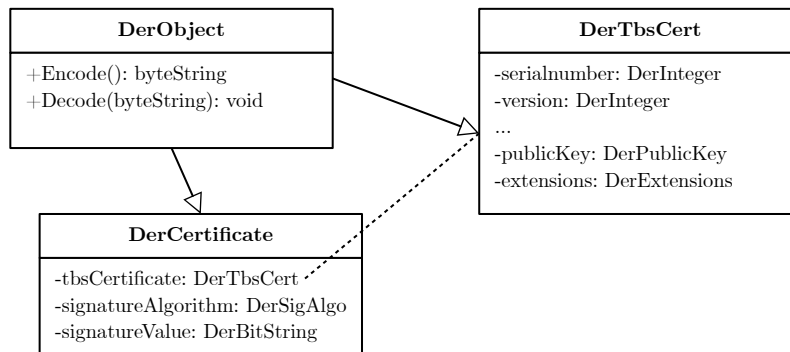 DerObject
+Encode(): byteString
+Decode(byteString): void
DerTbsCert
-serialnumber: DerInteger
-version: DerInteger
...
-publicKey: DerPublicKey
-extensions: DerExtensions
DerCertificate
-tbsCertificate: DerTbsCert
-signatureAlgorithm: DerSigAlgo
-signatureValue: DerBitString